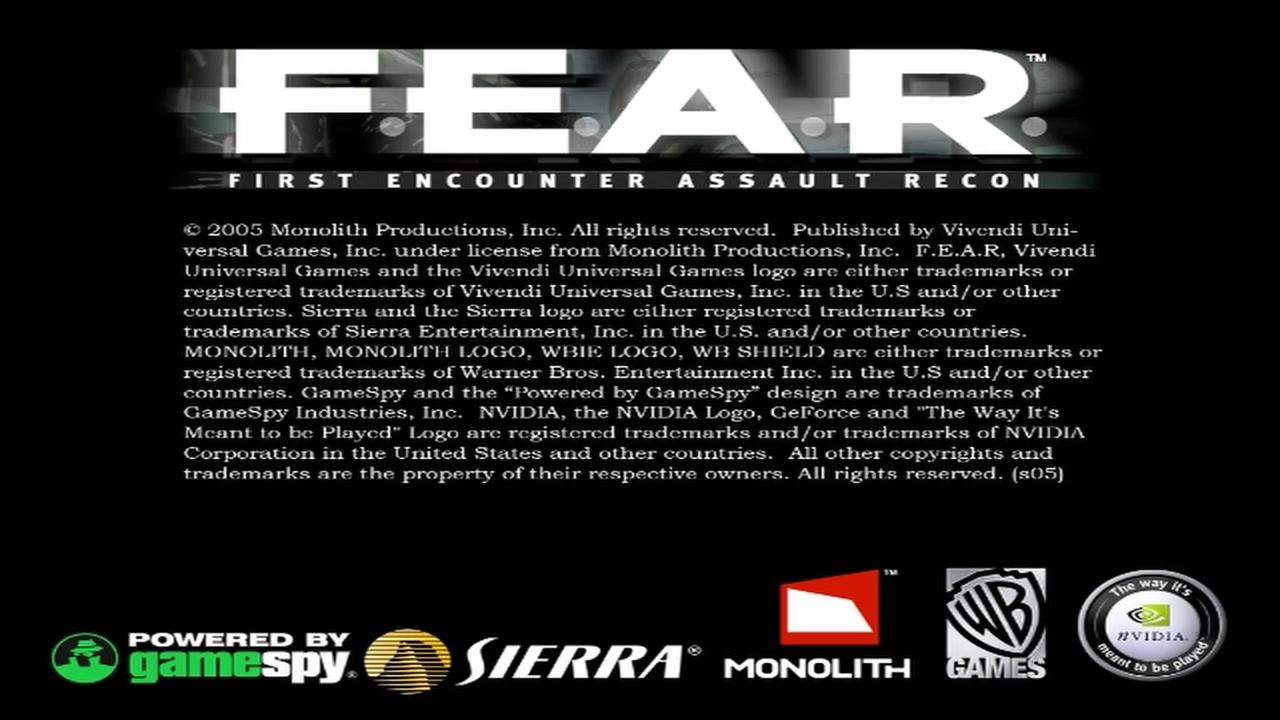 F.E.A.R.™
FIRST ENCOUNTER ASSAULT RECON
© 2005 Monolith Productions, Inc. All rights reserved.  Published by Vivendi Uni-
versal Games, Inc. under license from Monolith Productions, Inc.  F.E.A.R, Vivendi
Universal Games and the Vivendi Universal Games logo are either trademarks or
registered trademarks of Vivendi Universal Games, Inc. in the U.S and/or other
countries. Sierra and the Sierra logo are either registered trademarks or
trademarks of Sierra Entertainment, Inc. in the U.S. and/or other countries.
MONOLITH, MONOLITH LOGO, WBIE LOGO, WB SHIELD are either trademarks or
registered trademarks of Warner Bros. Entertainment Inc. in the U.S and/or other
countries. GameSpy and the “Powered by GameSpy” design are trademarks of
GameSpy Industries, Inc.  NVIDIA, the NVIDIA Logo, GeForce and "The Way It's
Meant to be Played" Logo are registered trademarks and/or trademarks of NVIDIA
Corporation in the United States and other countries.  All other copyrights and
trademarks are the property of their respective owners. All rights reserved. (s05)
POWERED BY
gamespy®
SIERRA®
™
MONOLITH
WB
GAMES
The way it's
nVIDIA.
meant to be played